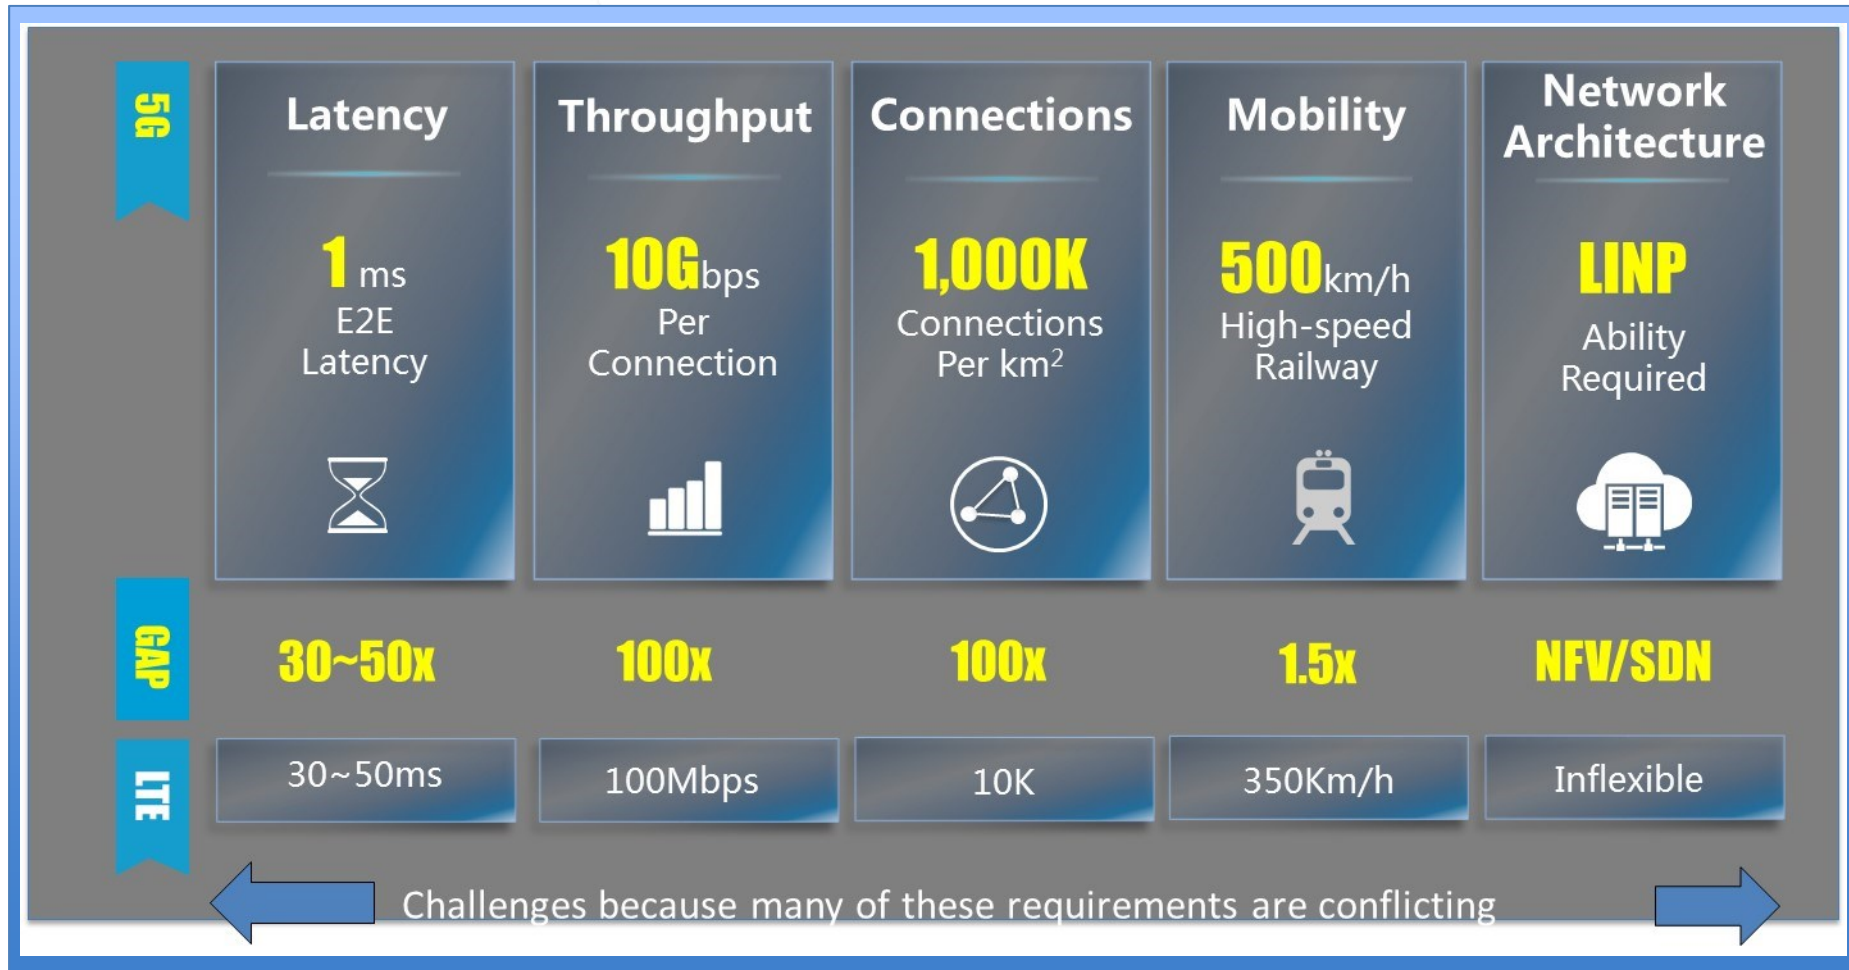 5G
Latency
1 ms
E2E
Latency
Throughput
10Gbps
Per
Connection
Connections
1,000K
Connections
Per km²
Mobility
500km/h
High-speed
Railway
Network
Architecture
LINP
Ability
Required
GAP
30~50x
100x
100x
1.5x
NFV/SDN
LTE
30~50ms
100Mbps
10K
350Km/h
Inflexible
Challenges because many of these requirements are conflicting